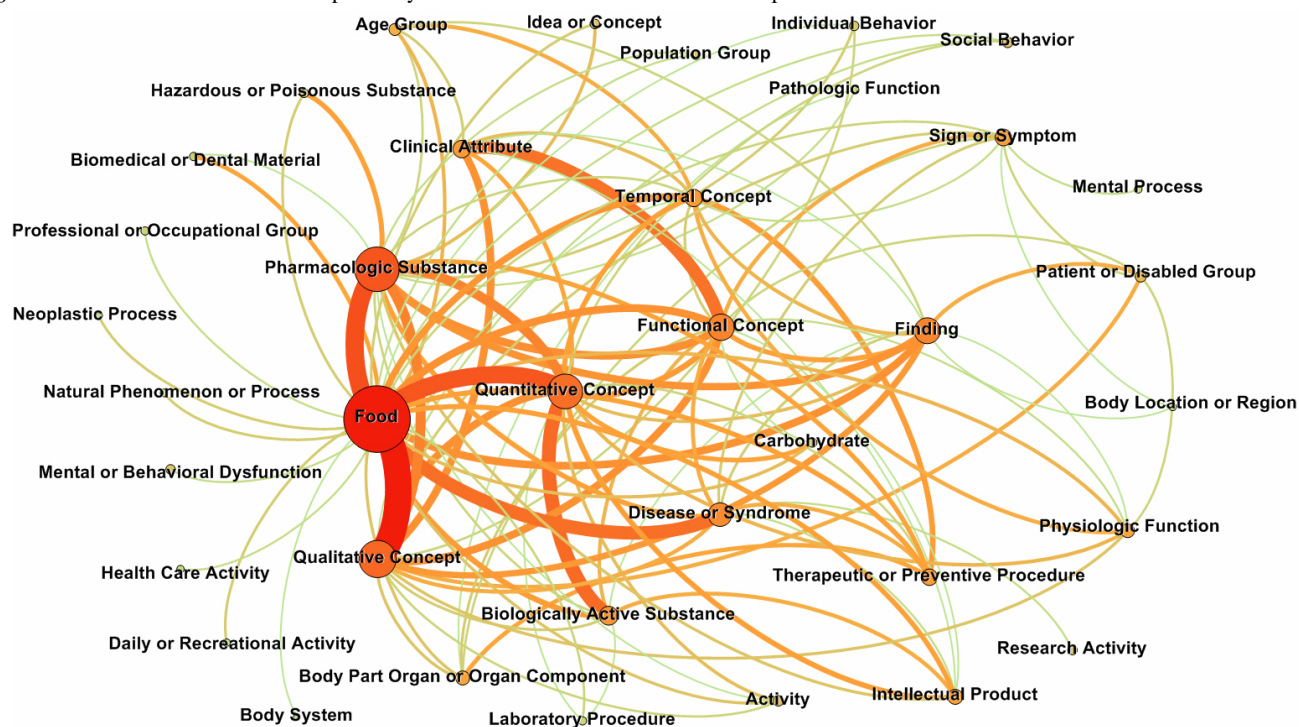 Age Group
Idea or Concept
Individual Behavior
Social Behavior
Population Group
Hazardous or Poisonous Substance
Pathologic Function
Clinical Attribute
Sign or Symptom
Biomedical or Dental Material
Mental Process
Temporal Concept
Professional or Occupational Group
Pharmacologic Substance
Patient or Disabled Group
Neoplastic Process
Functional Concept
Finding
Natural Phenomenon or Process
Quantitative Concept
Body Location or Region
Food
Carbohydrate
Mental or Behavioral Dysfunction
Disease or Syndrome
Physiologic Function
Qualitative Concept
Health Care Activity
Therapeutic or Preventive Procedure
Biologically Active Substance
Daily or Recreational Activity
Research Activity
Body Part Organ or Organ Component
Intellectual Product
Activity
Body System
Laboratory Procedure